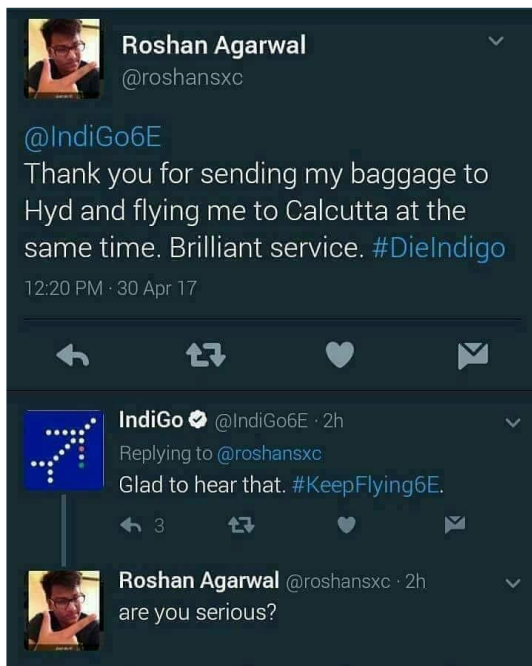 Roshan Agarwal
@roshansxc
@IndiGo6E
Thank you for sending my baggage to
Hyd and flying me to Calcutta at the
same time. Brilliant service. #DieIndigo
12:20 PM · 30 Apr 17
IndiGo @IndiGo6E · 2h
Replying to @roshansxc
Glad to hear that. #KeepFlying6E.
3
Roshan Agarwal @roshansxc · 2h
are you serious?